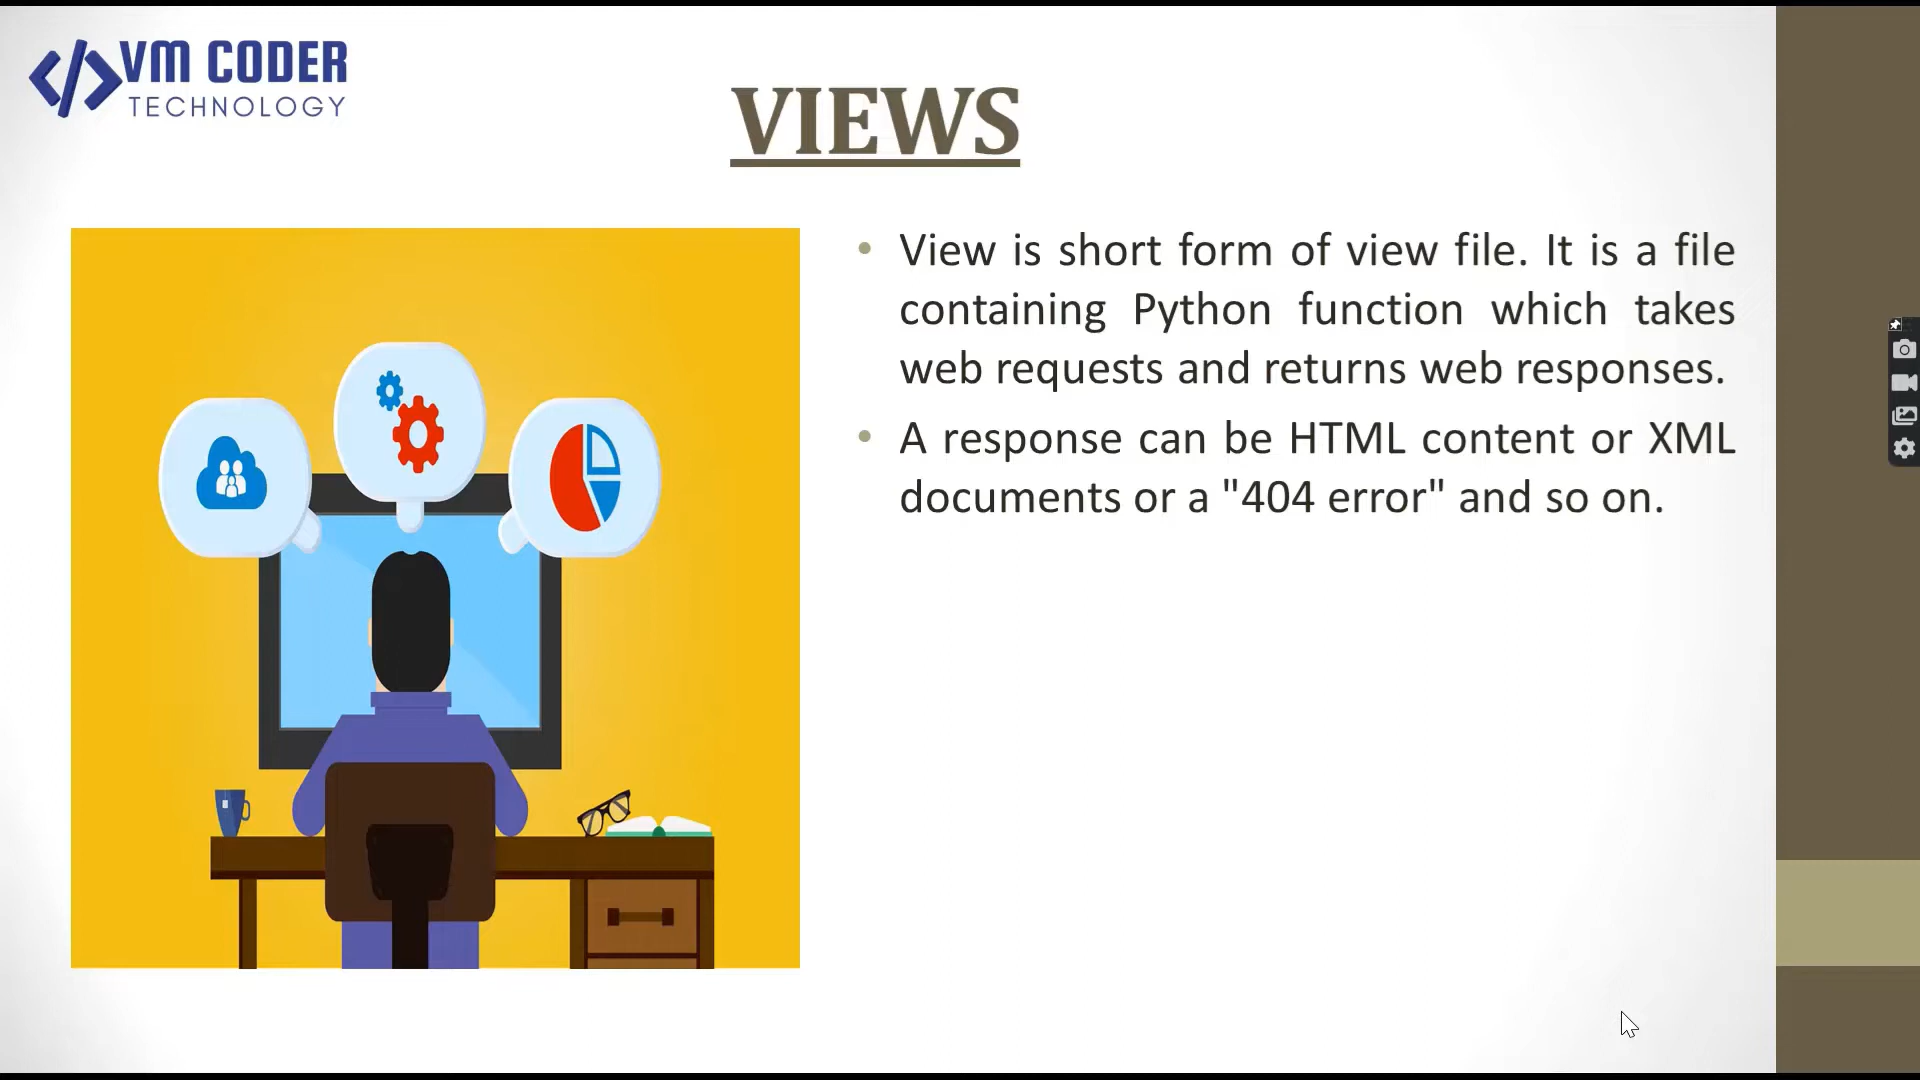 VM CODER
TECHNOLOGY
VIEWS
• View is short form of view file. It is a file
containing Python function which takes
web requests and returns web responses.
• A response can be HTML content or XML
documents or a "404 error" and so on.